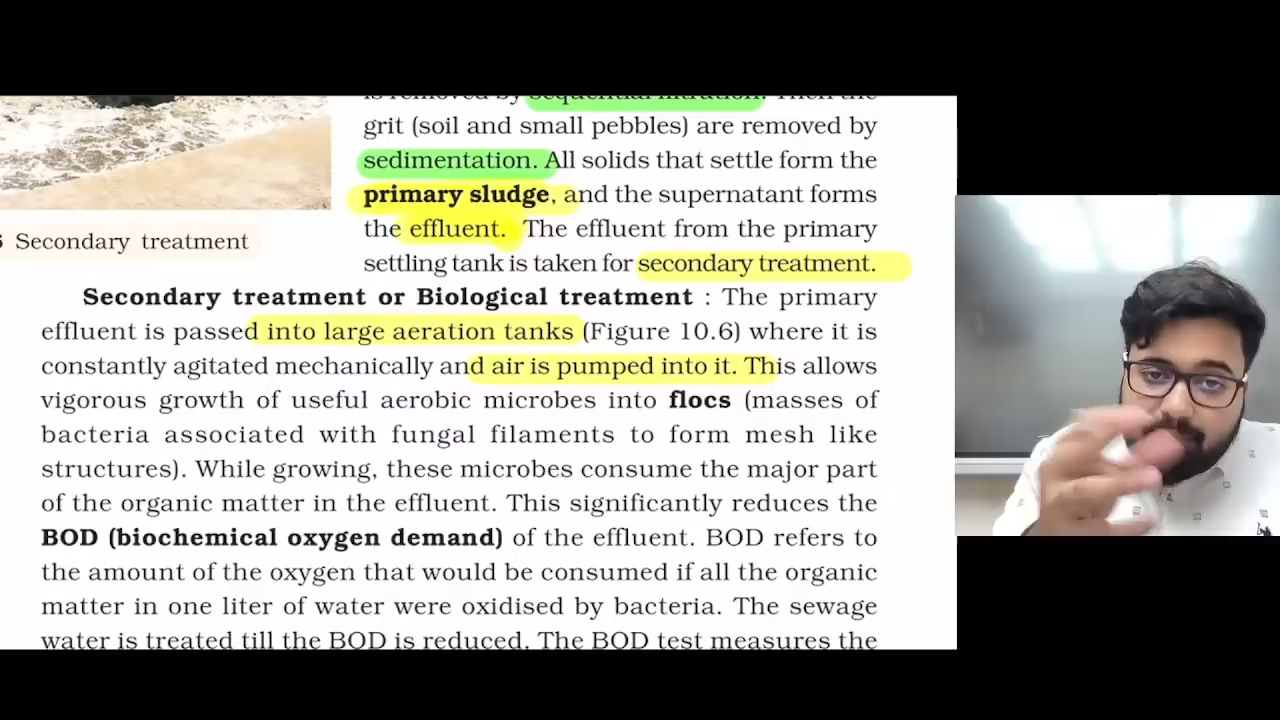 is removed by sequential filtration. Then the
grit (soil and small pebbles) are removed by
sedimentation. All solids that settle form the
primary sludge, and the supernatant forms
the effluent. The effluent from the primary
settling tank is taken for secondary treatment.
6 Secondary treatment
Secondary treatment or Biological treatment : The primary
effluent is passed into large aeration tanks (Figure 10.6) where it is
constantly agitated mechanically and air is pumped into it. This allows
vigorous growth of useful aerobic microbes into flocs (masses of
bacteria associated with fungal filaments to form mesh like
structures). While growing, these microbes consume the major part
of the organic matter in the effluent. This significantly reduces the
BOD (biochemical oxygen demand) of the effluent. BOD refers to
the amount of the oxygen that would be consumed if all the organic
matter in one liter of water were oxidised by bacteria. The sewage
water is treated till the BOD is reduced. The BOD test measures the